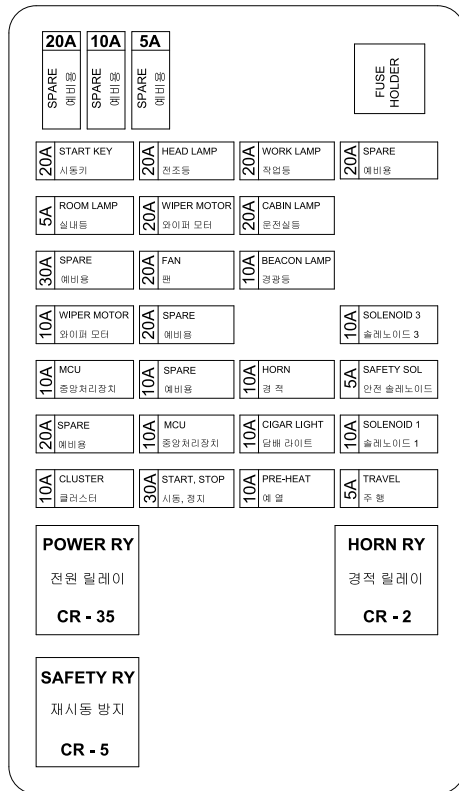 20A 10A 5A
SPARE 예비용
SPARE 예비용
SPARE 예비용
FUSE HOLDER
20A START KEY
시동키
20A HEAD LAMP
전조등
20A WORK LAMP
작업등
20A SPARE
예비용
5A ROOM LAMP
실내등
20A WIPER MOTOR
와이퍼 모터
20A CABIN LAMP
운전실등
30A SPARE
예비용
20A FAN
팬
10A BEACON LAMP
경광등
10A WIPER MOTOR
와이퍼 모터
20A SPARE
예비용
10A SOLENOID 3
솔레노이드 3
10A MCU
중앙처리장치
10A SPARE
예비용
10A HORN
경 적
5A SAFETY SOL
안전 솔레노이드
20A SPARE
예비용
10A MCU
중앙처리장치
10A CIGAR LIGHT
담배 라이트
10A SOLENOID 1
솔레노이드 1
10A CLUSTER
클러스터
30A START, STOP
시동, 정지
10A PRE-HEAT
예 열
5A TRAVEL
주 행
POWER RY
전원 릴레이
CR - 35
HORN RY
경적 릴레이
CR - 2
SAFETY RY
재시동 방지
CR - 5